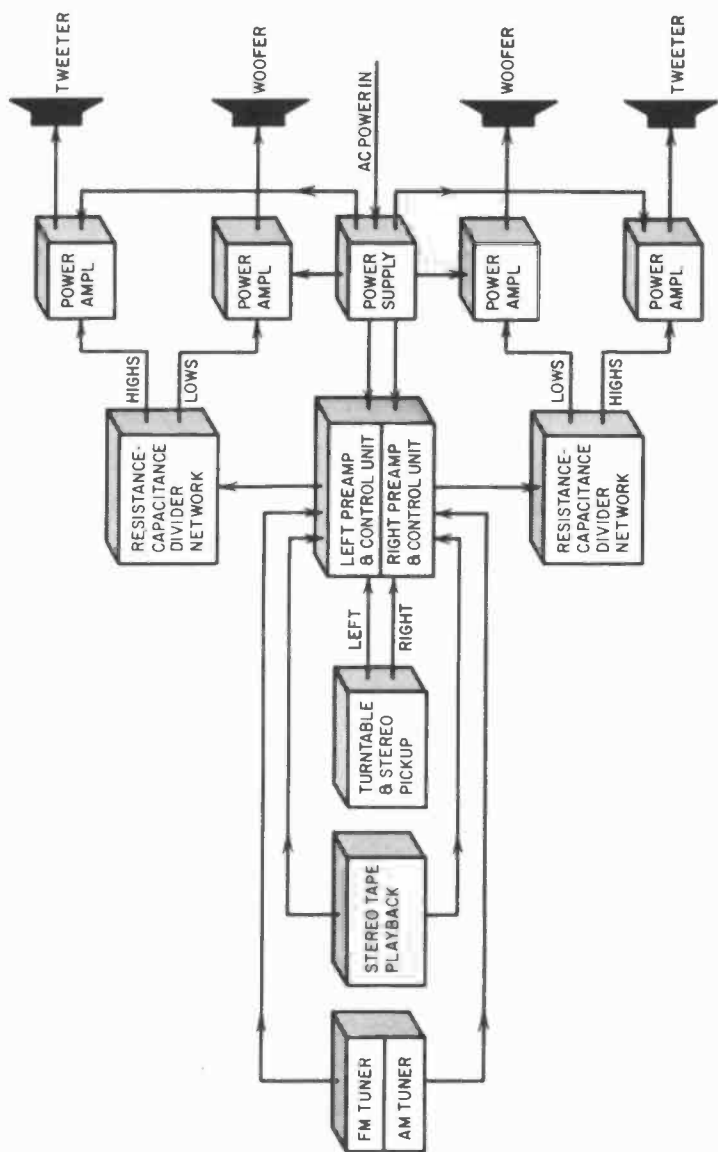 FM TUNER
AM TUNER
STEREO TAPE
PLAYBACK
TURNTABLE
& STEREO
PICKUP
LEFT
RIGHT
LEFT PREAMP
& CONTROL UNIT
RIGHT PREAMP
& CONTROL UNIT
RESISTANCE-
CAPACITANCE
DIVIDER
NETWORK
HIGHS
LOWS
POWER
AMPL
TWEETER
POWER
AMPL
WOOFER
POWER
SUPPLY
AC POWER IN
RESISTANCE-
CAPACITANCE
DIVIDER
NETWORK
LOWS
HIGHS
POWER
AMPL
WOOFER
POWER
AMPL
TWEETER